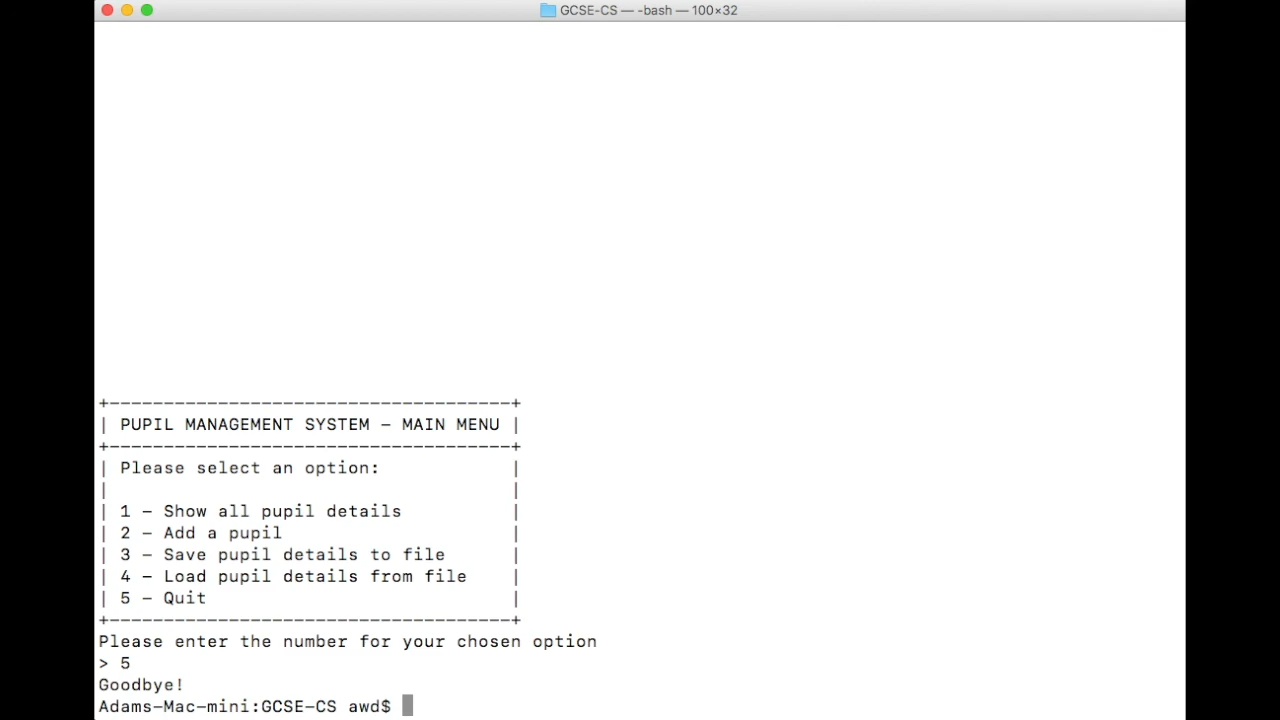 GCSE-CS — -bash — 100×32
+--------------------------------------+
| PUPIL MANAGEMENT SYSTEM - MAIN MENU |
+--------------------------------------+
| Please select an option:            |
|                                     |
| 1 - Show all pupil details          |
| 2 - Add a pupil                     |
| 3 - Save pupil details to file      |
| 4 - Load pupil details from file    |
| 5 - Quit                            |
+--------------------------------------+
Please enter the number for your chosen option
> 5
Goodbye!
Adams-Mac-mini:GCSE-CS awd$